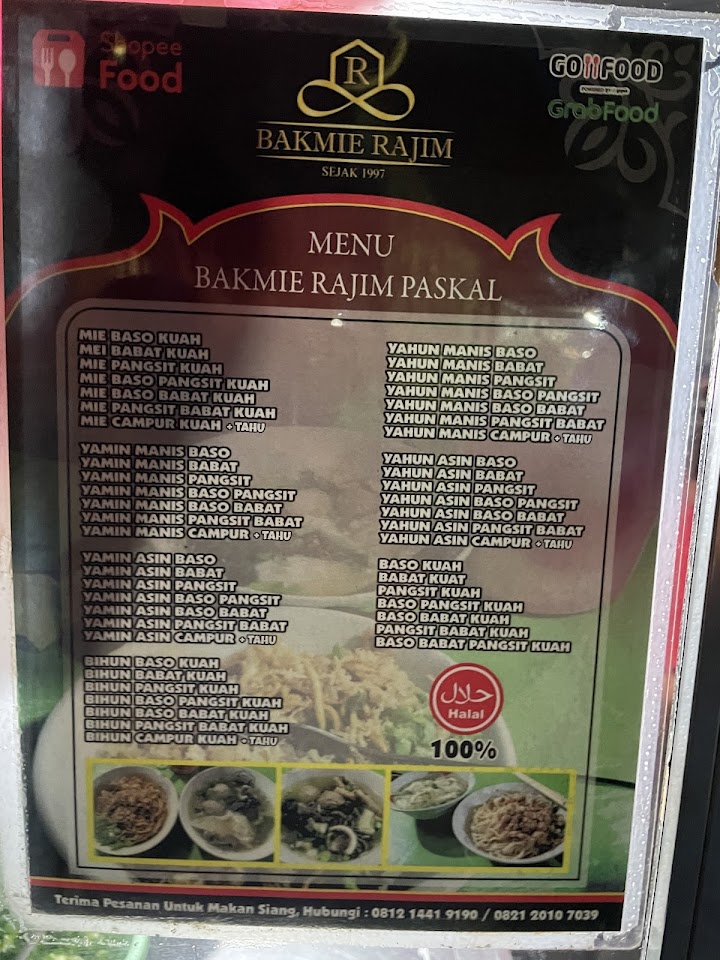 Shopee
Food
GOFOOD
POWERED BY gojek
GrabFood
R
BAKMIE RAJIM
SEJAK 1997
MENU
BAKMIE RAJIM PASKAL
MIE BASO KUAH
MEI BABAT KUAH
MIE PANGSIT KUAH
MIE BASO PANGSIT KUAH
MIE BASO BABAT KUAH
MIE PANGSIT BABAT KUAH
MIE CAMPUR KUAH + TAHU
YAMIN MANIS BASO
YAMIN MANIS BABAT
YAMIN MANIS PANGSIT
YAMIN MANIS BASO PANGSIT
YAMIN MANIS BASO BABAT
YAMIN MANIS PANGSIT BABAT
YAMIN MANIS CAMPUR + TAHU
YAMIN ASIN BASO
YAMIN ASIN BABAT
YAMIN ASIN PANGSIT
YAMIN ASIN BASO PANGSIT
YAMIN ASIN BASO BABAT
YAMIN ASIN PANGSIT BABAT
YAMIN ASIN CAMPUR + TAHU
BIHUN BASO KUAH
BIHUN BABAT KUAH
BIHUN PANGSIT KUAH
BIHUN BASO PANGSIT KUAH
BIHUN BASO BABAT KUAH
BIHUN PANGSIT BABAT KUAH
BIHUN CAMPUR KUAH + TAHU
YAHUN MANIS BASO
YAHUN MANIS BABAT
YAHUN MANIS PANGSIT
YAHUN MANIS BASO PANGSIT
YAHUN MANIS BASO BABAT
YAHUN MANIS PANGSIT BABAT
YAHUN MANIS CAMPUR + TAHU
YAHUN ASIN BASO
YAHUN ASIN BABAT
YAHUN ASIN PANGSIT
YAHUN ASIN BASO PANGSIT
YAHUN ASIN BASO BABAT
YAHUN ASIN PANGSIT BABAT
YAHUN ASIN CAMPUR + TAHU
BASO KUAH
BABAT KUAT
PANGSIT KUAH
BASO PANGSIT KUAH
BASO BABAT KUAH
PANGSIT BABAT KUAH
BASO BABAT PANGSIT KUAH
حلال
Halal
100%
Terima Pesanan Untuk Makan Siang, Hubungi : 0812 1441 9190 / 0821 2010 7039